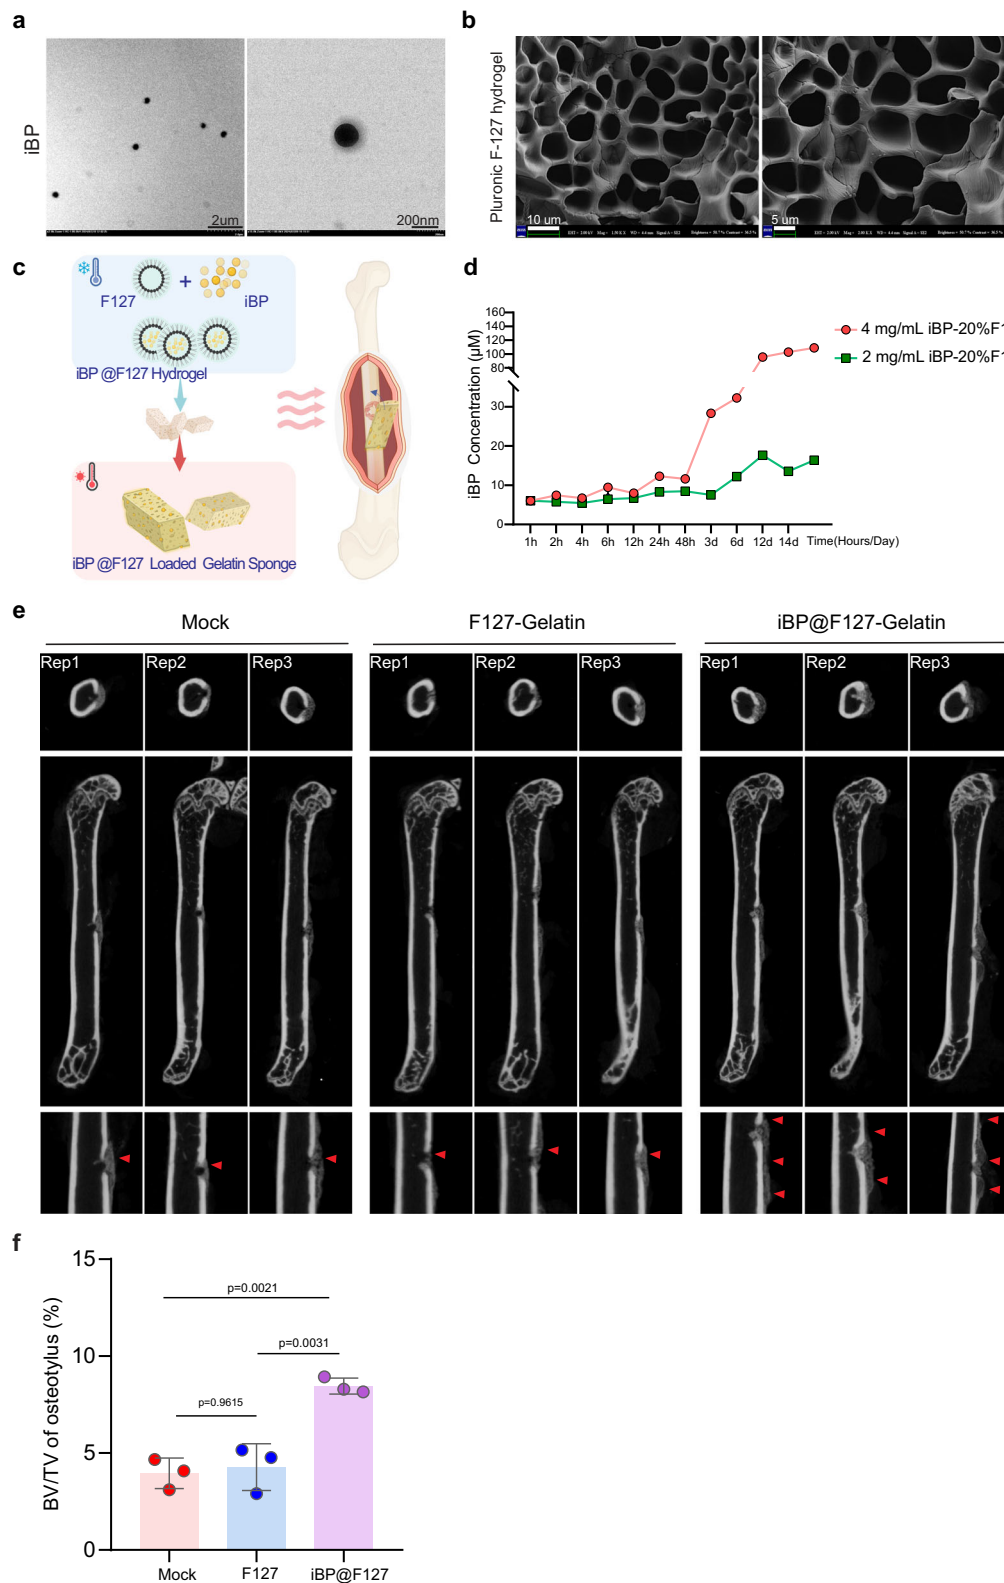 a
iBP
2um
200nm
b
Pluronic F-127 hydrogel
10 um
5 um
c
F127
+
iBP
iBP @F127 Hydrogel
iBP @F127 Loaded Gelatin Sponge
d
iBP Concentration (μM)
160
140
120
100
80
30
20
10
0
1h 2h 4h 6h 12h 24h 48h 3d 6d 12d 14d Time(Hours/Day)
4 mg/mL iBP-20%F1
2 mg/mL iBP-20%F1
e
Mock
F127-Gelatin
iBP@F127-Gelatin
Rep1 Rep2 Rep3
Rep1 Rep2 Rep3
Rep1 Rep2 Rep3
f
BV/TV of osteotylus (%)
15
10
5
0
p=0.0021
p=0.0031
p=0.9615
Mock F127 iBP@F127